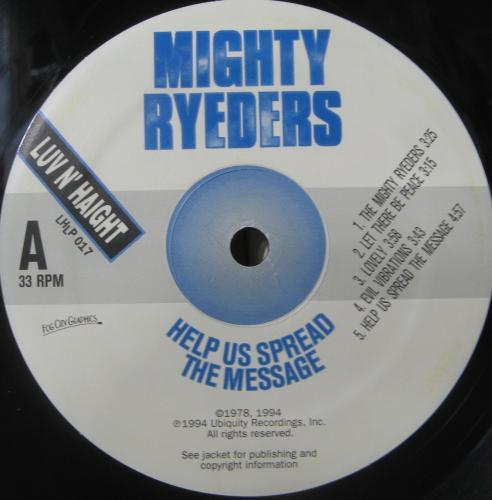 MIGHTY
RYEDERS
LUV N' HAIGHT
LHLP 017
A
33 RPM
FOG CITY GRAPHICS
1. THE MIGHTY RYEDERS 3:25
2. LET THERE BE PEACE 3:15
3. LOVELY 3:58
4. EVIL VIBRATIONS 3:43
5. HELP US SPREAD THE MESSAGE 4:57
HELP US SPREAD
THE MESSAGE
©1978, 1994
℗1994 Ubiquity Recordings, Inc.
All rights reserved.
See jacket for publishing and
copyright information